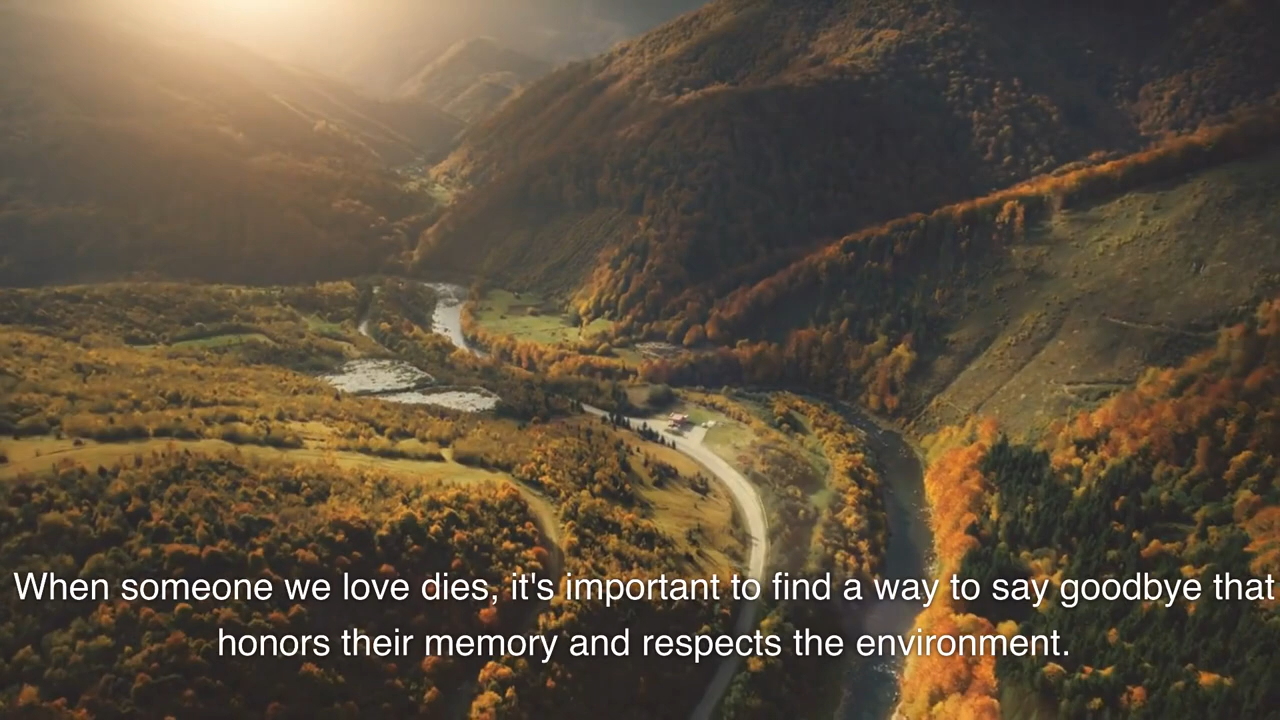 When someone we love dies, it's important to find a way to say goodbye that
honors their memory and respects the environment.